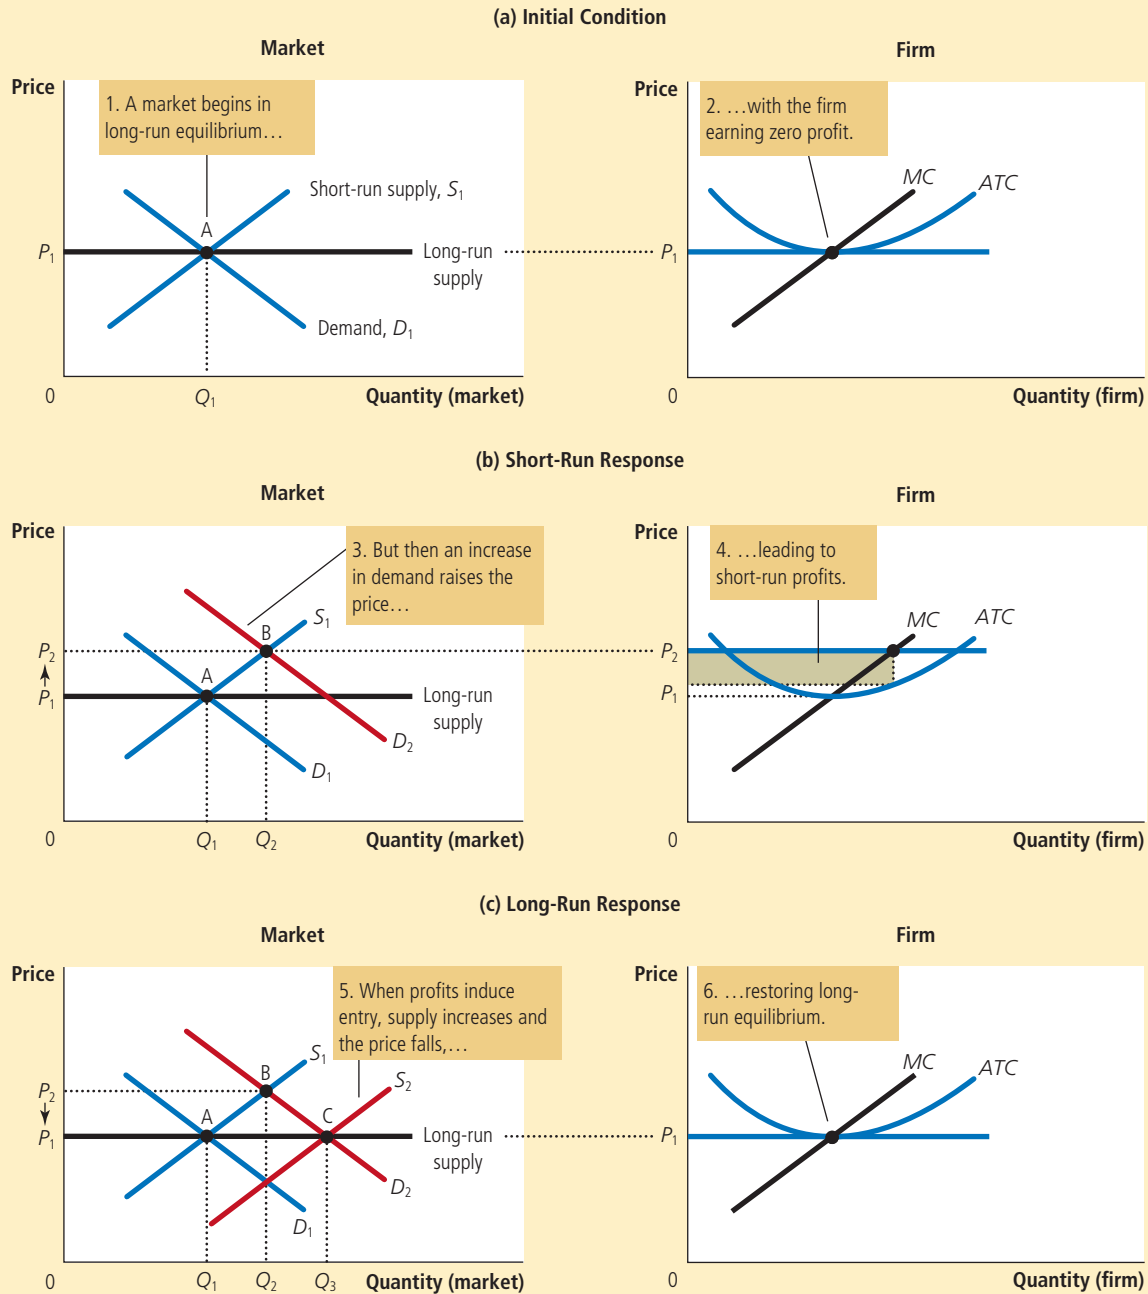 (a) Initial Condition
Market
Firm
Price
1. A market begins in
long-run equilibrium…
Short-run supply, S1
A
P1
Long-run
supply
Demand, D1
0
Q1
Quantity (market)
Price
2. …with the firm
earning zero profit.
MC
ATC
P1
0
Quantity (firm)
(b) Short-Run Response
Market
Firm
Price
3. But then an increase
in demand raises the
price…
S1
B
P2
A
P1
Long-run
supply
D2
D1
0
Q1
Q2
Quantity (market)
Price
4. …leading to
short-run profits.
MC
ATC
P2
P1
0
Quantity (firm)
(c) Long-Run Response
Market
Firm
Price
5. When profits induce
entry, supply increases and
the price falls,…
S1
S2
B
P2
A
C
P1
Long-run
supply
D2
D1
0
Q1
Q2
Q3
Quantity (market)
Price
6. …restoring long-
run equilibrium.
MC
ATC
P1
0
Quantity (firm)